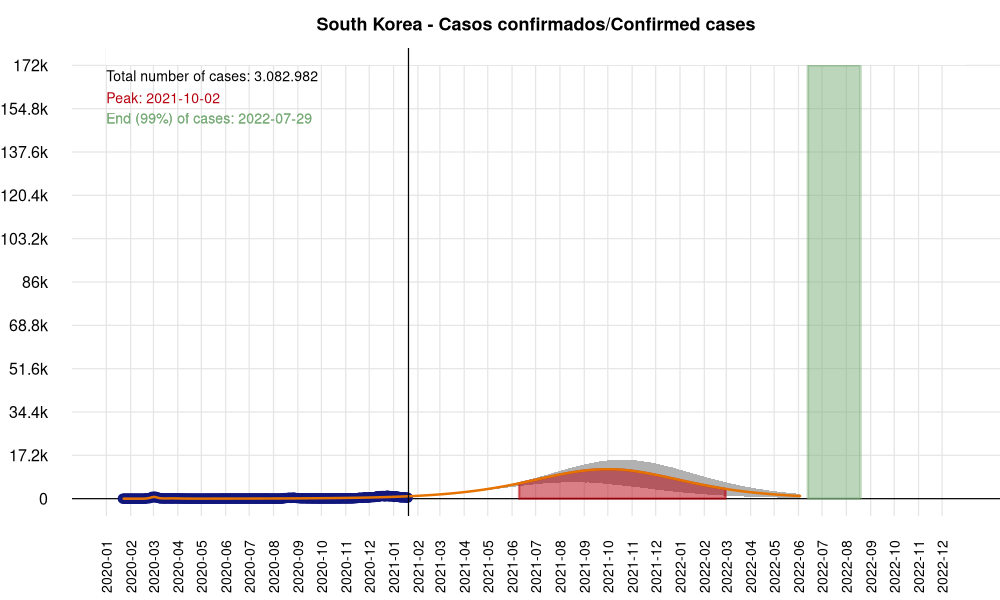 South Korea - Casos confirmados/Confirmed cases
Total number of cases: 3.082.982
Peak: 2021-10-02
End (99%) of cases: 2022-07-29
172k
154.8k
137.6k
120.4k
103.2k
86k
68.8k
51.6k
34.4k
17.2k
0
2020-01
2020-02
2020-03
2020-04
2020-05
2020-06
2020-07
2020-08
2020-09
2020-10
2020-11
2020-12
2021-01
2021-02
2021-03
2021-04
2021-05
2021-06
2021-07
2021-08
2021-09
2021-10
2021-11
2021-12
2022-01
2022-02
2022-03
2022-04
2022-05
2022-06
2022-07
2022-08
2022-09
2022-10
2022-11
2022-12